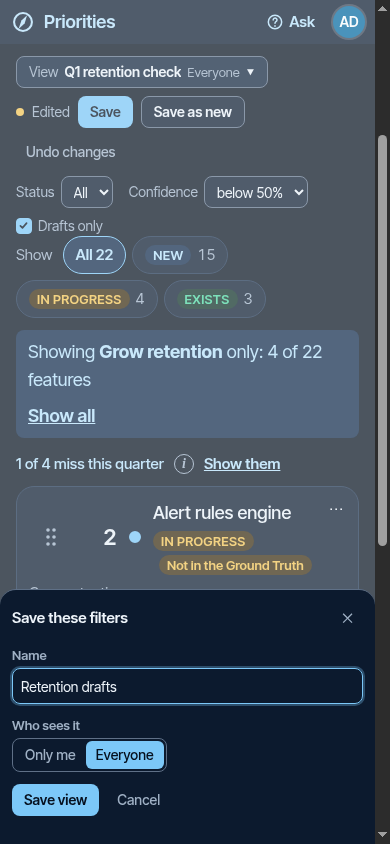 Priorities
Ask
AD
View Q1 retention check Everyone
Edited
Save
Save as new
Undo changes
Status All Confidence below 50%
Drafts only
Show All 22 NEW 15
IN PROGRESS 4 EXISTS 3
Showing Grow retention only: 4 of 22
features
Show all
1 of 4 miss this quarter i Show them
Alert rules engine
2
IN PROGRESS
Not in the Ground Truth
Save these filters
Name
Retention drafts
Who sees it
Only me Everyone
Save view Cancel